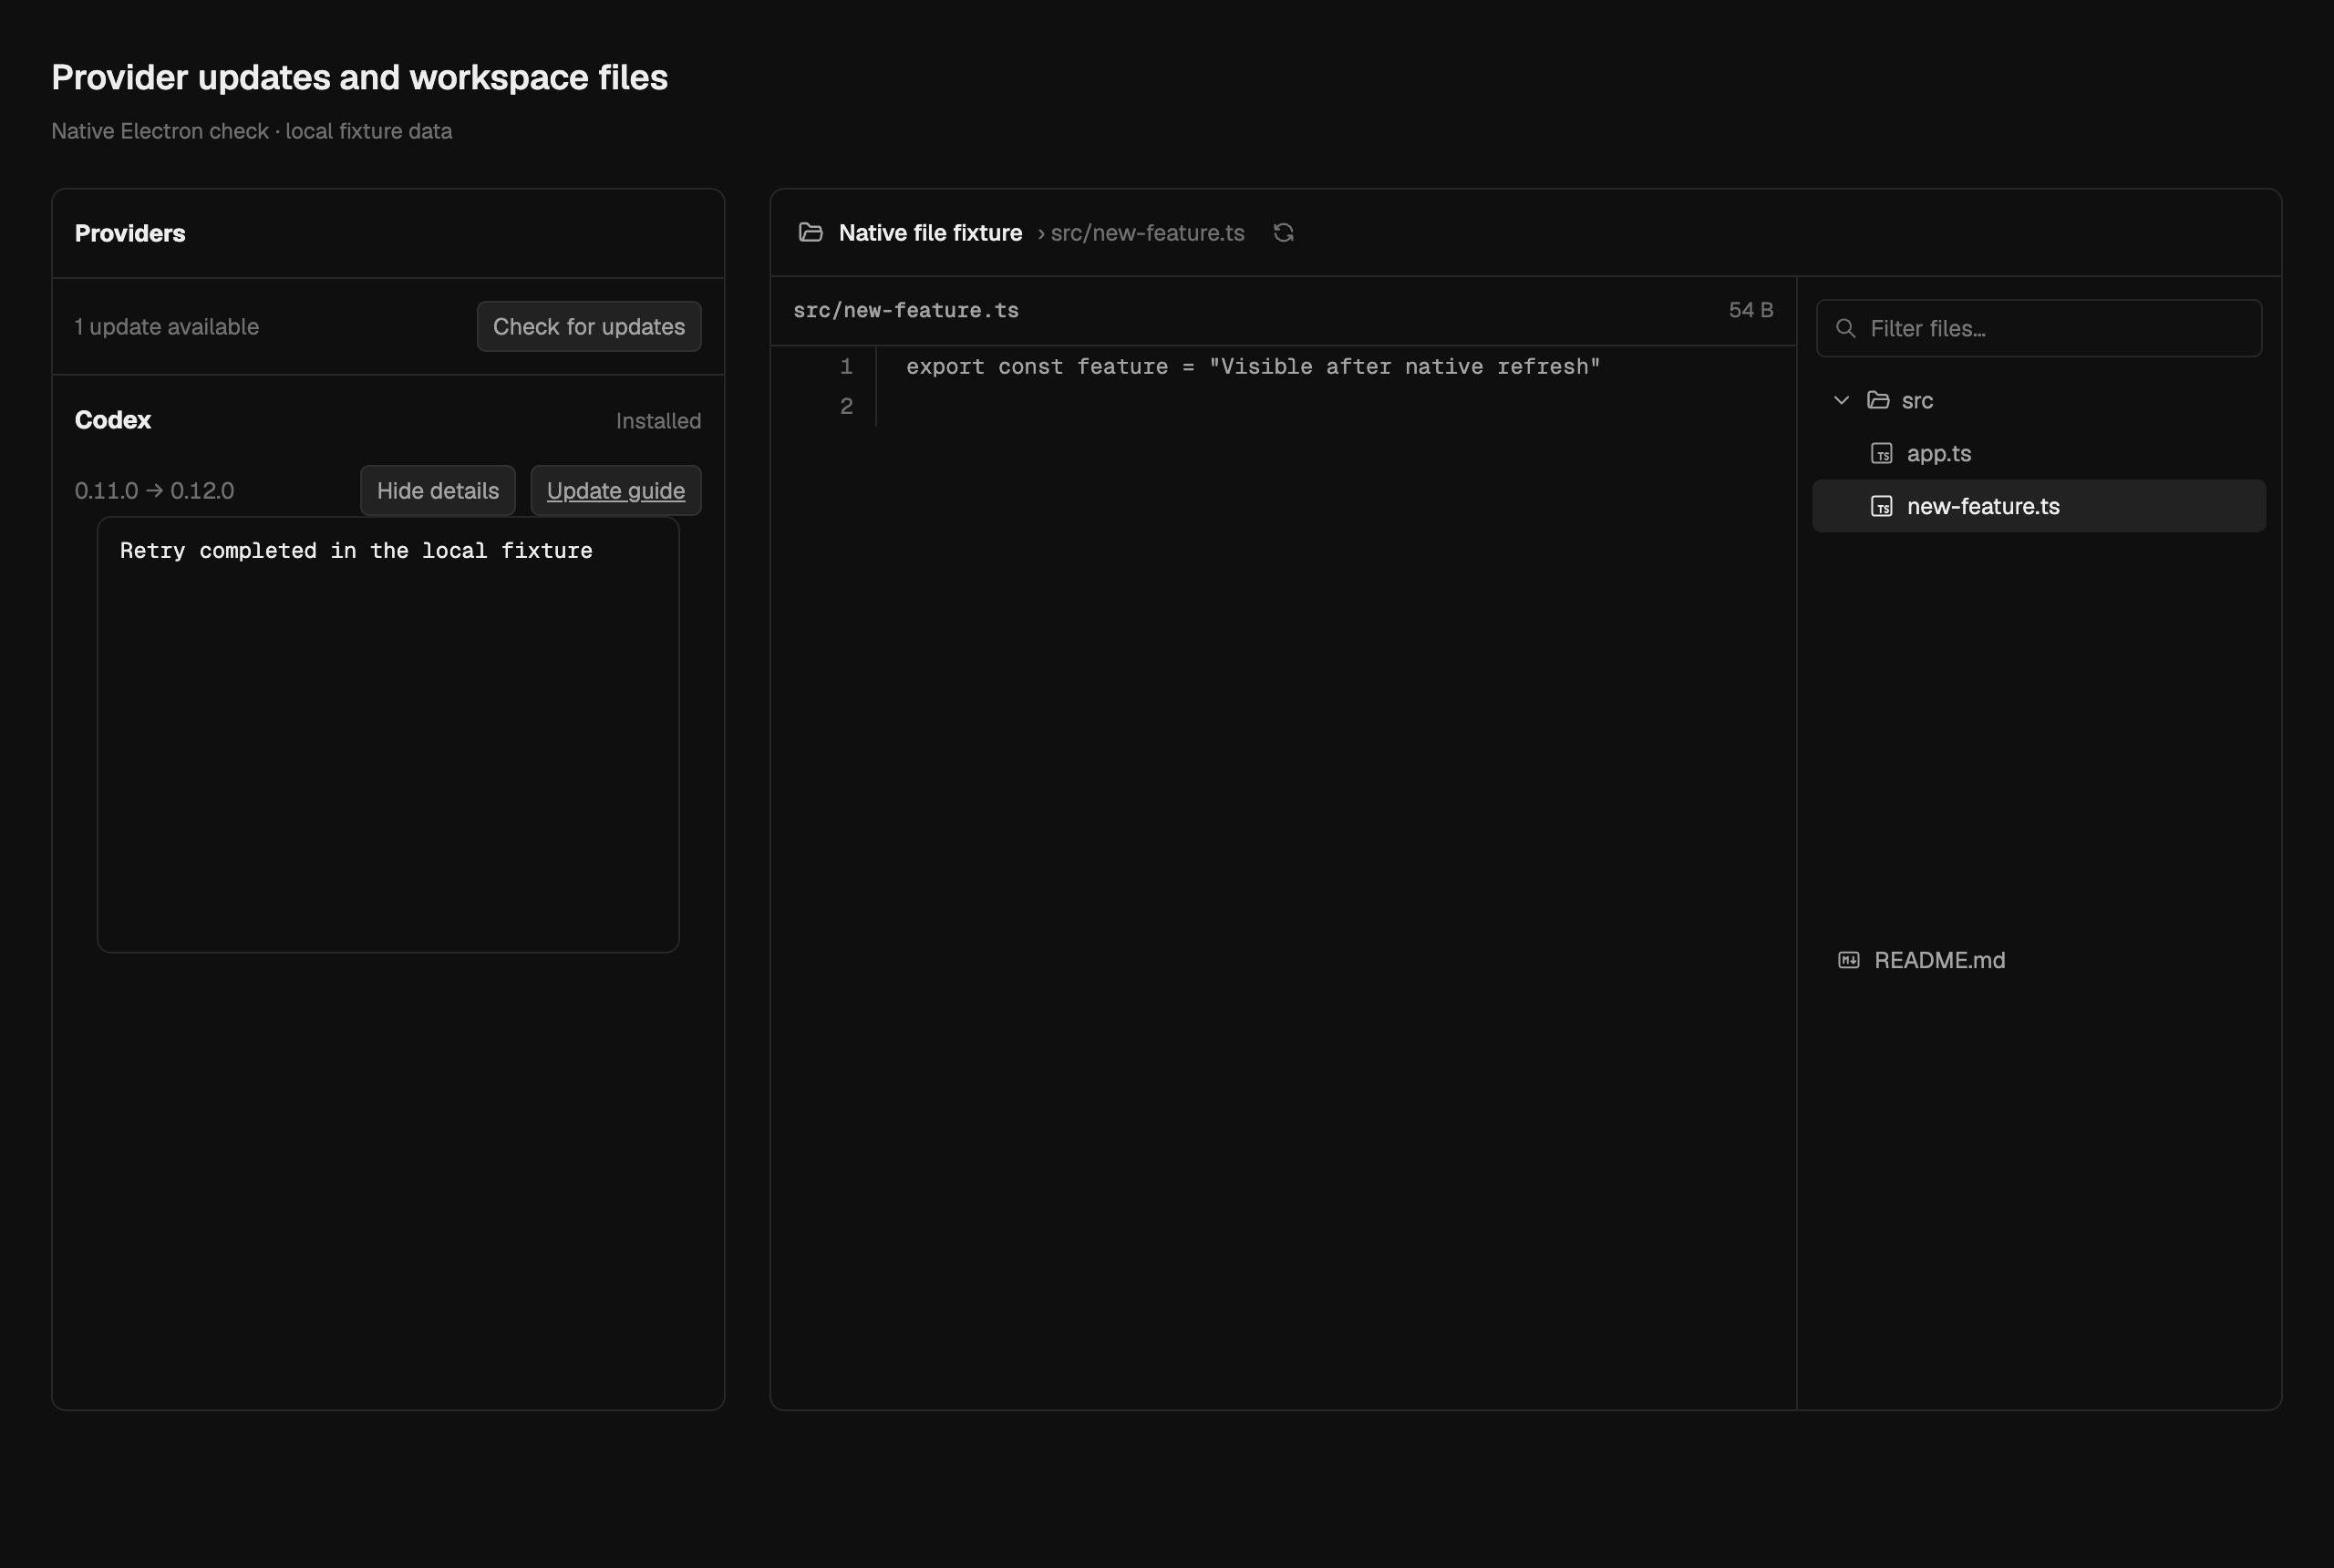 Provider updates and workspace files
Native Electron check · local fixture data
Providers
1 update available
Check for updates
Codex
Installed
0.11.0 → 0.12.0
Hide details
Update guide
Retry completed in the local fixture
Native file fixture › src/new-feature.ts
src/new-feature.ts
54 B
1 export const feature = "Visible after native refresh"
2
Filter files...
src
TS app.ts
TS new-feature.ts
M↓ README.md